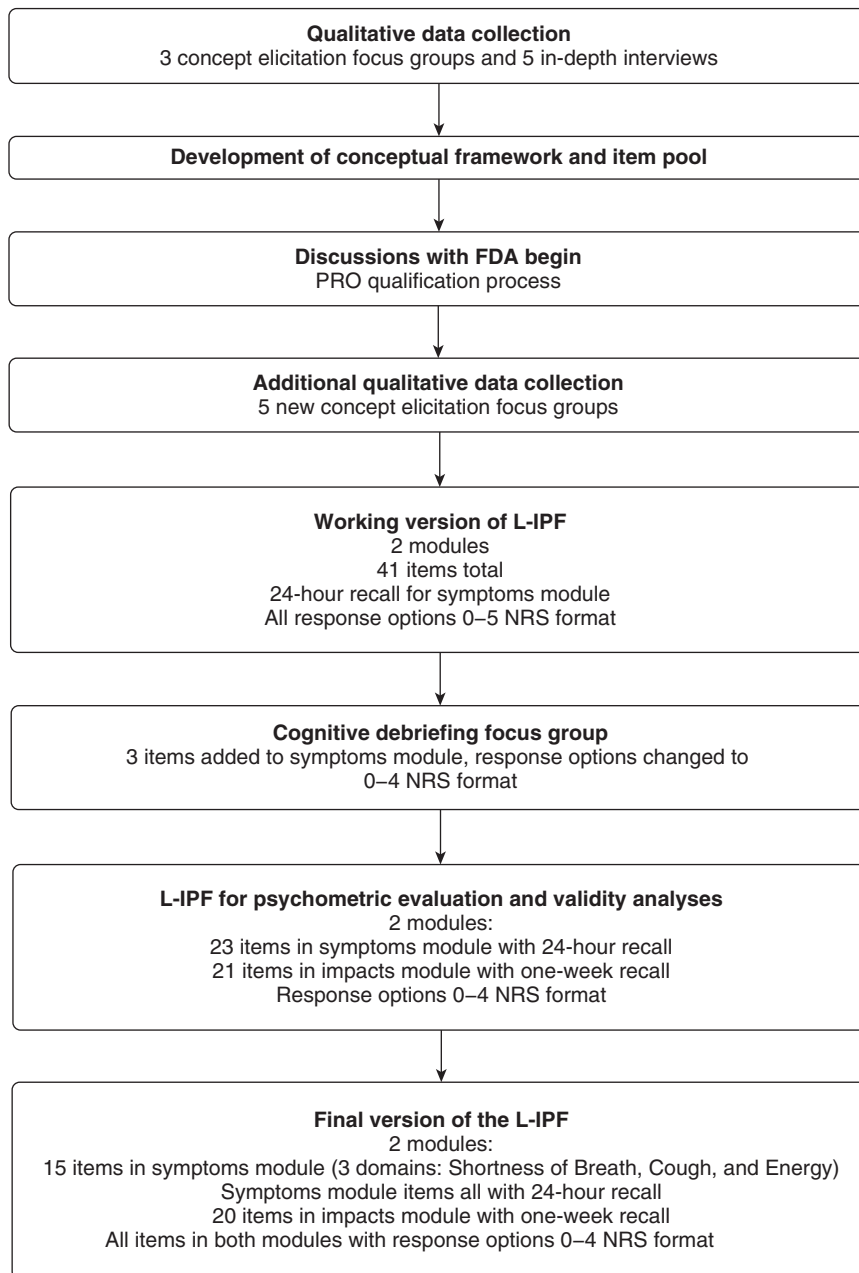 Qualitative data collection
3 concept elicitation focus groups and 5 in-depth interviews
Development of conceptual framework and item pool
Discussions with FDA begin
PRO qualification process
Additional qualitative data collection
5 new concept elicitation focus groups
Working version of L-IPF
2 modules
41 items total
24-hour recall for symptoms module
All response options 0–5 NRS format
Cognitive debriefing focus group
3 items added to symptoms module, response options changed to
0–4 NRS format
L-IPF for psychometric evaluation and validity analyses
2 modules:
23 items in symptoms module with 24-hour recall
21 items in impacts module with one-week recall
Response options 0–4 NRS format
Final version of the L-IPF
2 modules:
15 items in symptoms module (3 domains: Shortness of Breath, Cough, and Energy)
Symptoms module items all with 24-hour recall
20 items in impacts module with one-week recall
All items in both modules with response options 0–4 NRS format